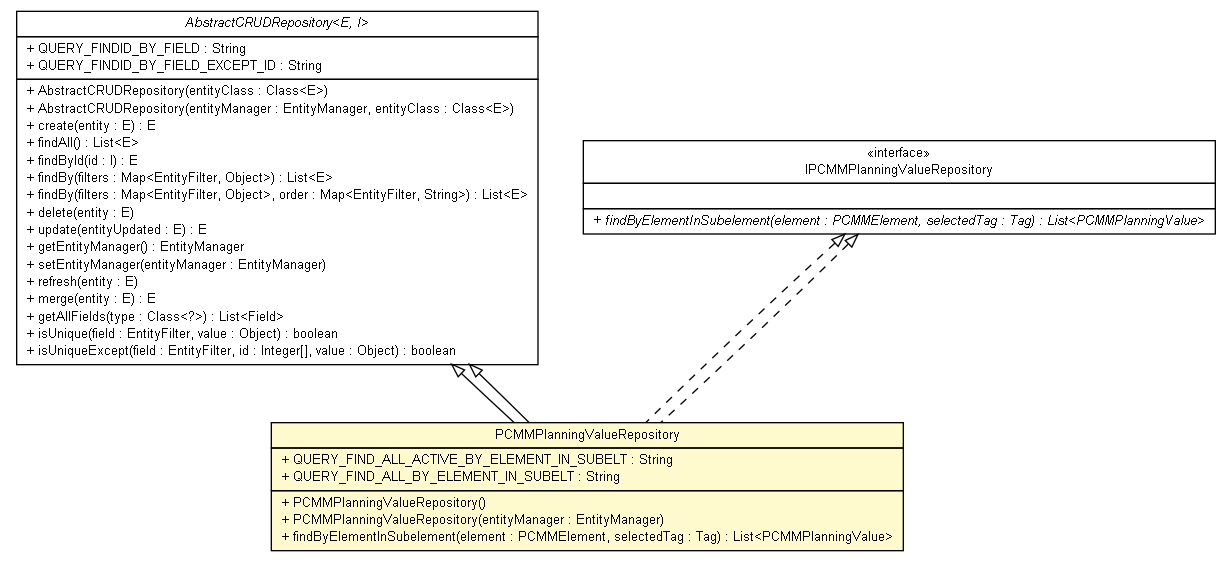 AbstractCRUDRepository<E, I>
+ QUERY_FINDID_BY_FIELD : String
+ QUERY_FINDID_BY_FIELD_EXCEPT_ID : String
+ AbstractCRUDRepository(entityClass : Class<E>)
+ AbstractCRUDRepository(entityManager : EntityManager, entityClass : Class<E>)
+ create(entity : E) : E
+ findAll() : List<E>
+ findById(id : I) : E
+ findBy(filters : Map<EntityFilter, Object>) : List<E>
+ findBy(filters : Map<EntityFilter, Object>, order : Map<EntityFilter, String>) : List<E>
+ delete(entity : E)
+ update(entityUpdated : E) : E
+ getEntityManager() : EntityManager
+ setEntityManager(entityManager : EntityManager)
+ refresh(entity : E)
+ merge(entity : E) : E
+ getAllFields(type : Class<?>) : List<Field>
+ isUnique(field : EntityFilter, value : Object) : boolean
+ isUniqueExcept(field : EntityFilter, id : Integer[], value : Object) : boolean
«interface»
IPCMMPlanningValueRepository
+ findByElementInSubelement(element : PCMMElement, selectedTag : Tag) : List<PCMMPlanningValue>
PCMMPlanningValueRepository
+ QUERY_FIND_ALL_ACTIVE_BY_ELEMENT_IN_SUBELT : String
+ QUERY_FIND_ALL_BY_ELEMENT_IN_SUBELT : String
+ PCMMPlanningValueRepository()
+ PCMMPlanningValueRepository(entityManager : EntityManager)
+ findByElementInSubelement(element : PCMMElement, selectedTag : Tag) : List<PCMMPlanningValue>